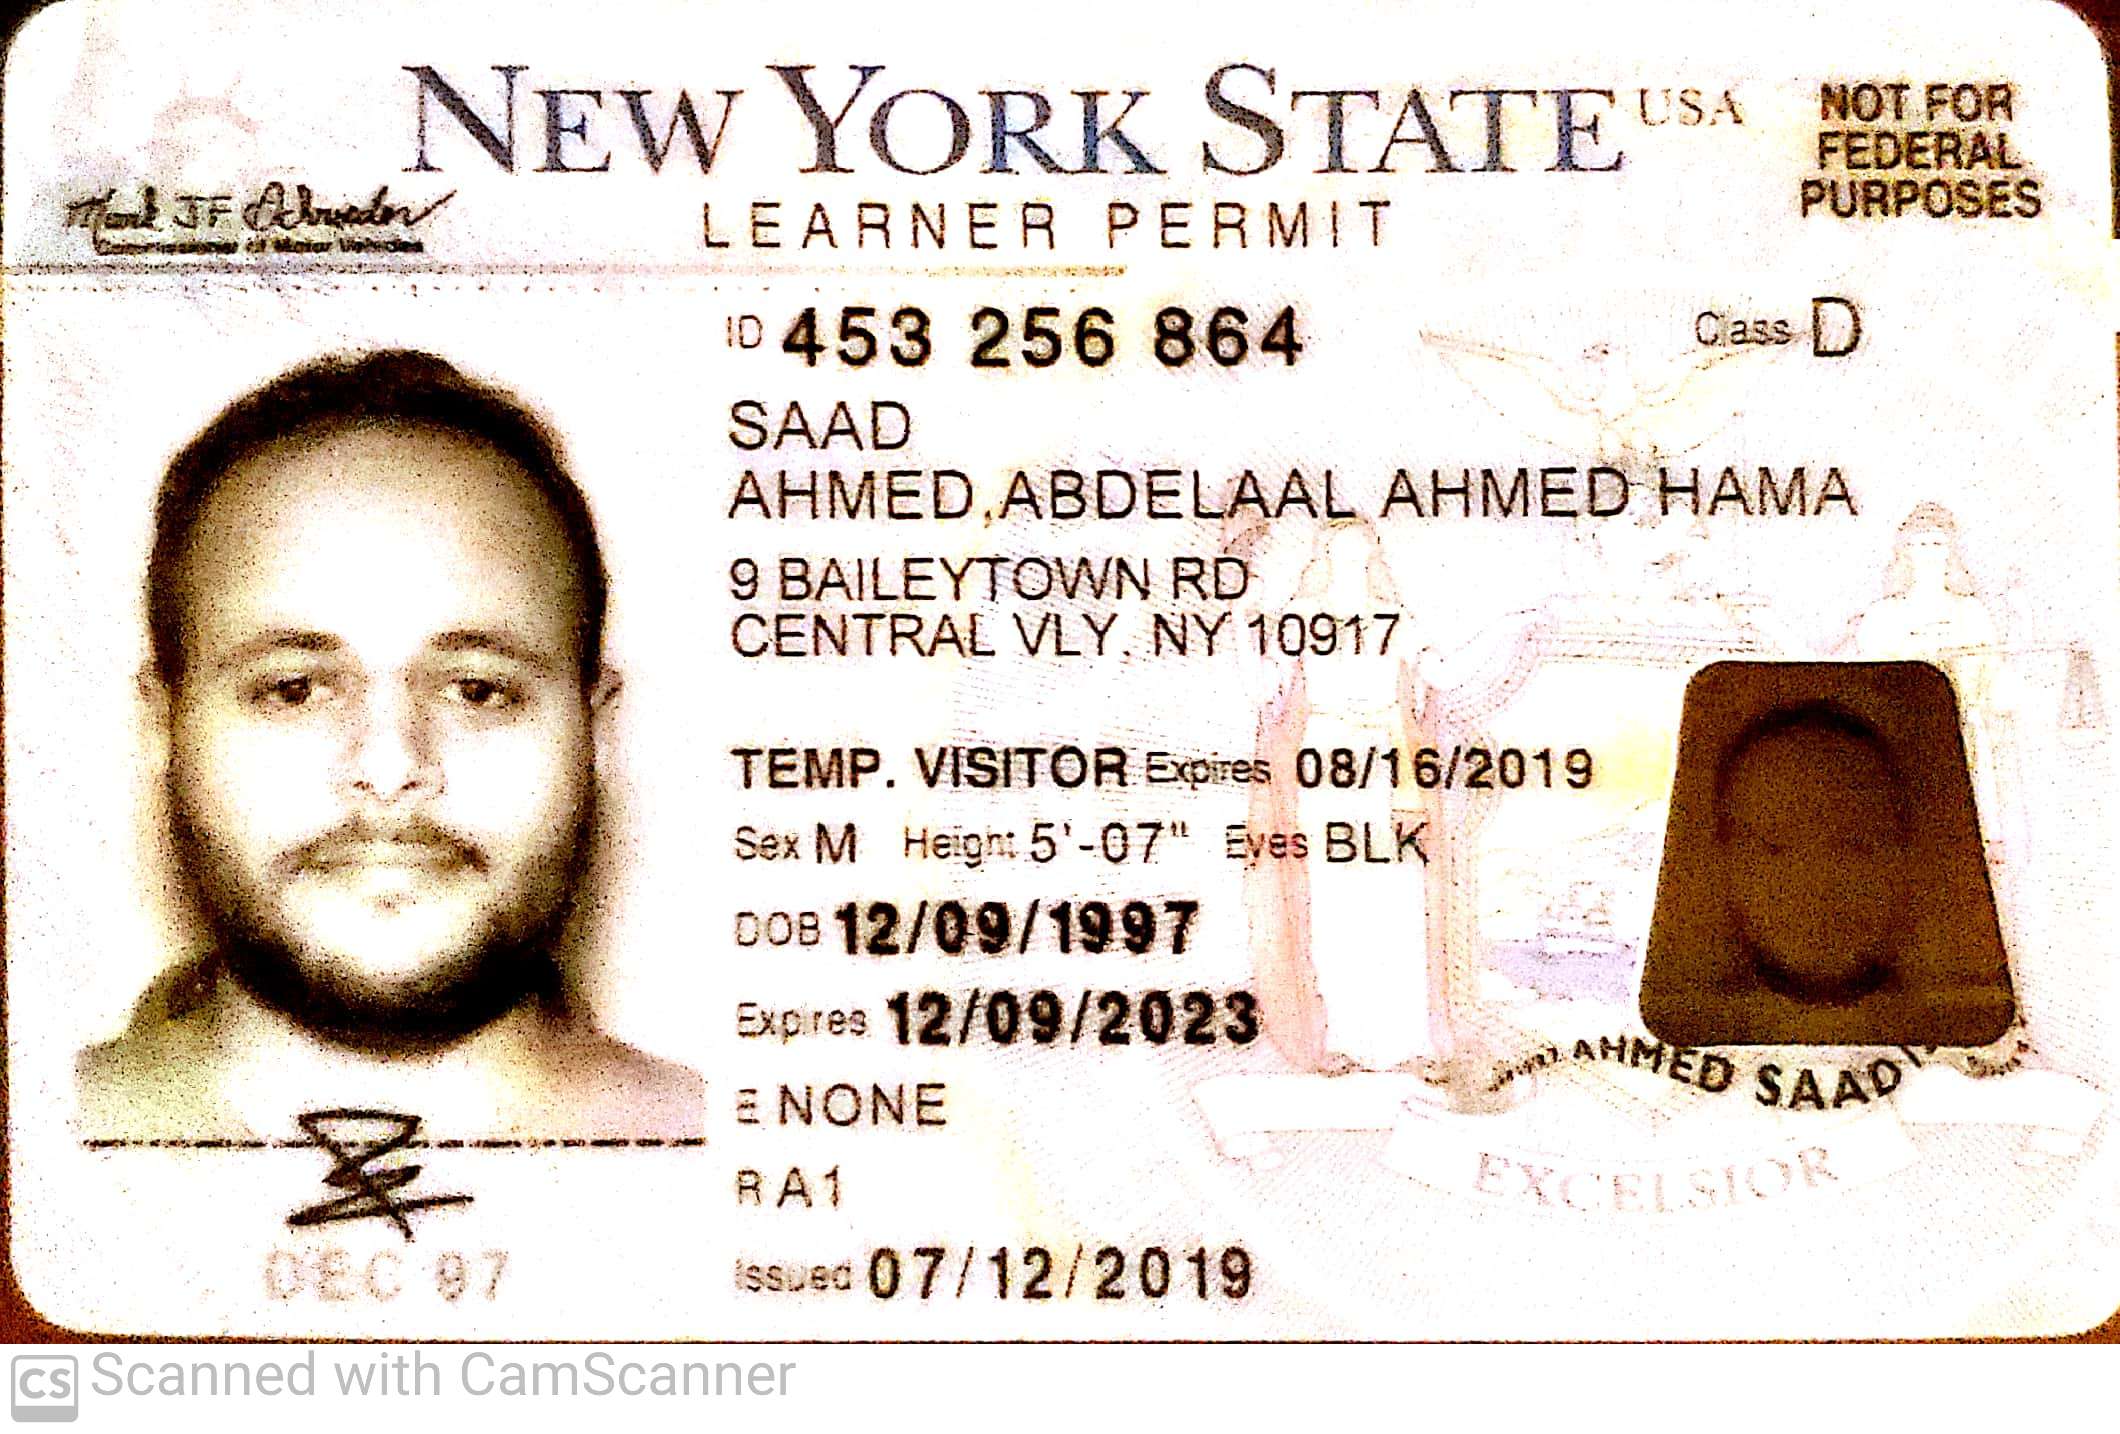 NEW YORK STATE USA
NOT FOR
FEDERAL
PURPOSES
LEARNER PERMIT
Commissioner of Motor Vehicles
ID 453 256 864
Class D
SAAD
AHMED,ABDELAAL AHMED HAMA
9 BAILEYTOWN RD
CENTRAL VLY, NY 10917
TEMP. VISITOR Expires 08/16/2019
Sex M Height 5'-07" Eyes BLK
DOB 12/09/1997
Expires 12/09/2023
E NONE
R A1
Issued 07/12/2019
AHMED SAAD
EXCELSIOR
DEC 97
CS Scanned with CamScanner